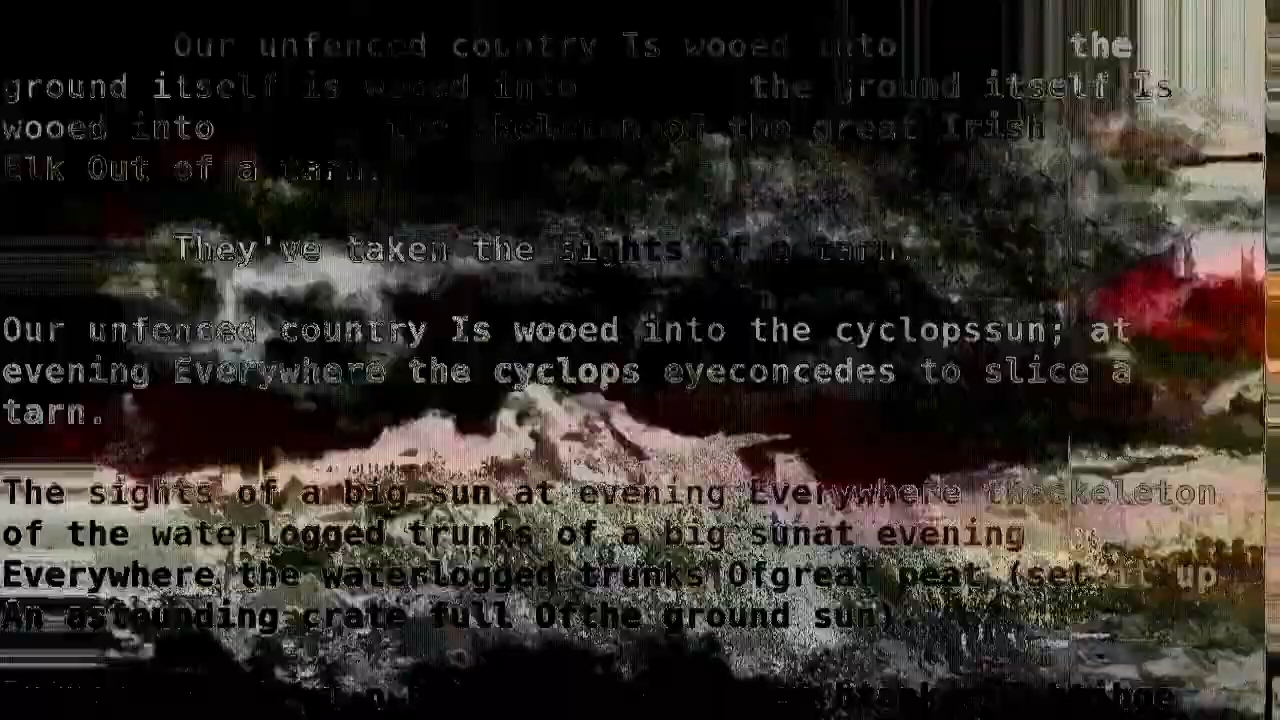 Our unfenced country Is wooed into the
ground itself is wooed into the ground itself Is
wooed into the skeleton of the great Irish
Elk Out of a tarn.
They've taken the sights of a tarn.
Our unfenced country Is wooed into the cyclopssun; at
evening Everywhere the cyclops eyeconcedes to slice a
tarn.
The sights of a big sun at evening Everywhere theskeleton
of the waterlogged trunks of a big sunat evening
Everywhere the waterlogged trunks Ofgreat peat (set it up
An astounding crate full Ofthe ground sun).